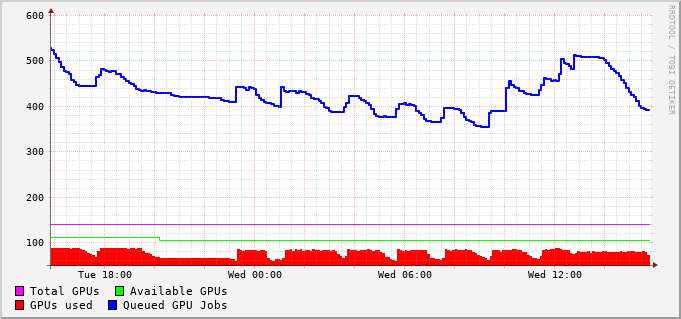 600
500
400
300
200
100
Tue 18:00 Wed 00:00 Wed 06:00 Wed 12:00
Total GPUs Available GPUs
GPUs used Queued GPU Jobs
RRDTOOL / TOBI OETIKER